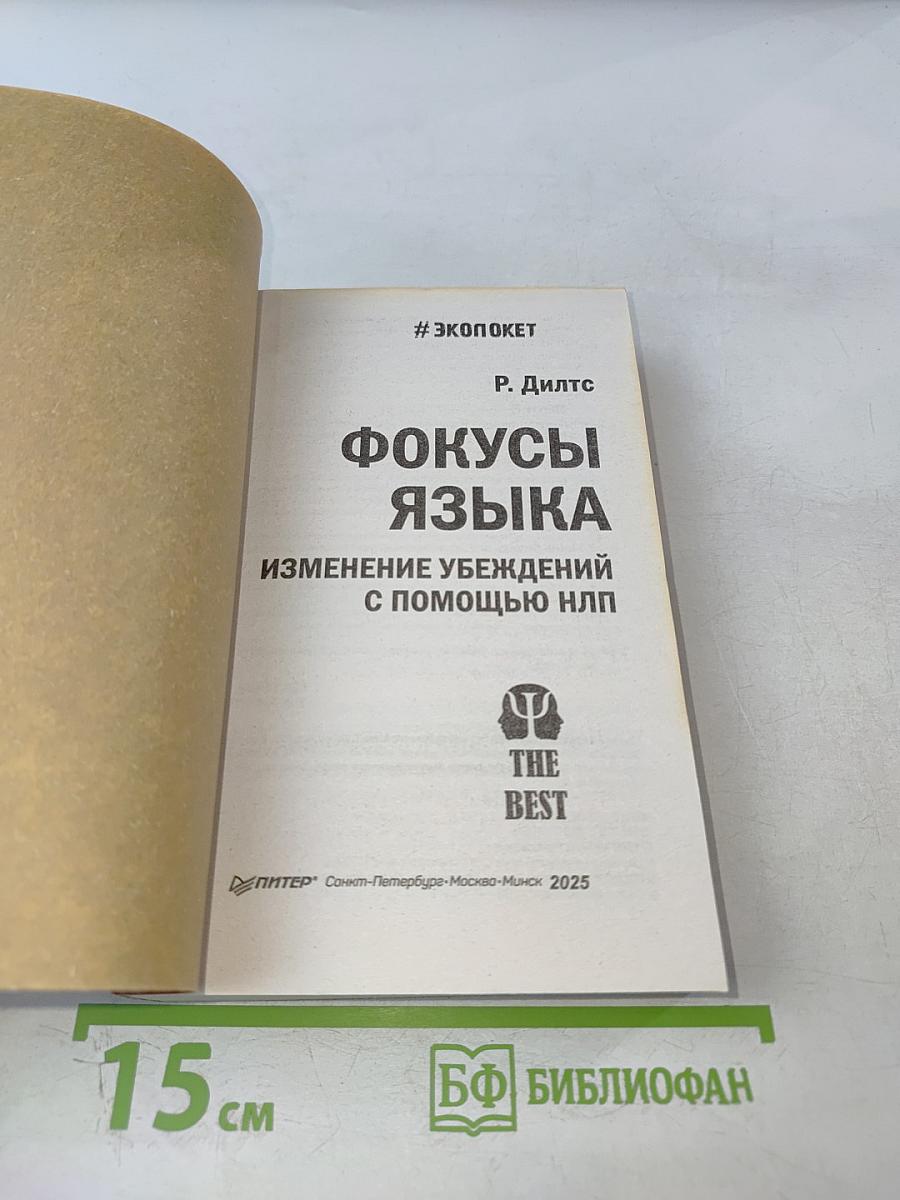 #ЭКОПОКЕТ
Р. Дилтс
ФОКУСЫ
ЯЗЫКА
ИЗМЕНЕНИЕ УБЕЖДЕНИЙ
С ПОМОЩЬЮ НЛП
Ψ
THE
BEST
ПИТЕР® Санкт-Петербург•Москва•Минск 2025
15 см
БФ БИБЛИОФАН